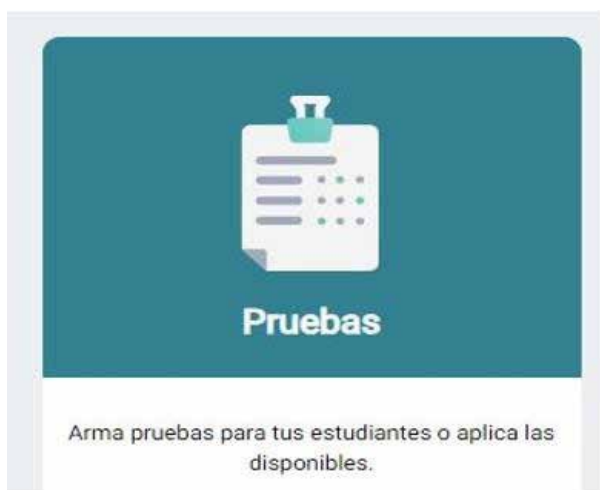 Pruebas
Arma pruebas para tus estudiantes o aplica las
disponibles.